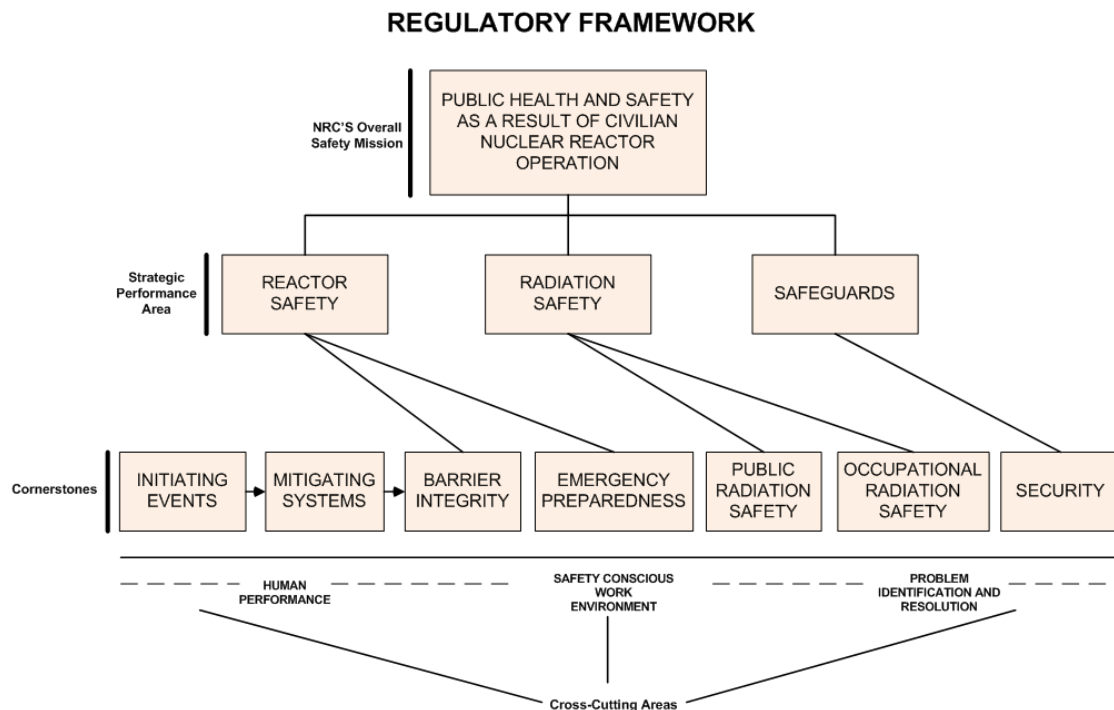 REGULATORY FRAMEWORK
NRC'S Overall
Safety Mission
PUBLIC HEALTH AND SAFETY
AS A RESULT OF CIVILIAN
NUCLEAR REACTOR
OPERATION
Strategic
Performance
Area
REACTOR
SAFETY
RADIATION
SAFETY
SAFEGUARDS
Cornerstones
INITIATING
EVENTS
MITIGATING
SYSTEMS
BARRIER
INTEGRITY
EMERGENCY
PREPAREDNESS
PUBLIC
RADIATION
SAFETY
OCCUPATIONAL
RADIATION
SAFETY
SECURITY
HUMAN
PERFORMANCE
SAFETY CONSCIOUS
WORK
ENVIRONMENT
PROBLEM
IDENTIFICATION AND
RESOLUTION
Cross-Cutting Areas